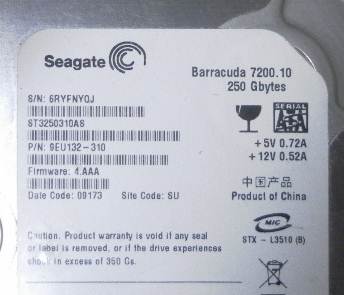 Seagate
Barracuda 7200.10
250 Gbytes
S/N: 6RYFNYQJ
ST3250310AS
P/N: 9EU132-310
Firmware: 4.AAA
Date Code: 09173 Site Code: SU
SERIAL
ATA
+5V 0.72A
+12V 0.52A
中国产品
Product of China
Caution: Product warranty is void if any seal
or label is removed, or if the drive experiences
shock in excess of 350 Gs.
MIC
STX - L3510 (B)